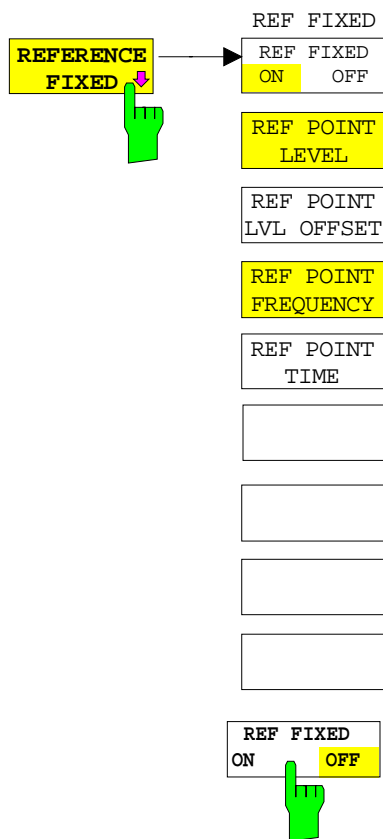 REF FIXED
REFERENCE
FIXED
REF FIXED
ON OFF
REF POINT
LEVEL
REF POINT
LVL OFFSET
REF POINT
FREQUENCY
REF POINT
TIME
REF FIXED
ON OFF